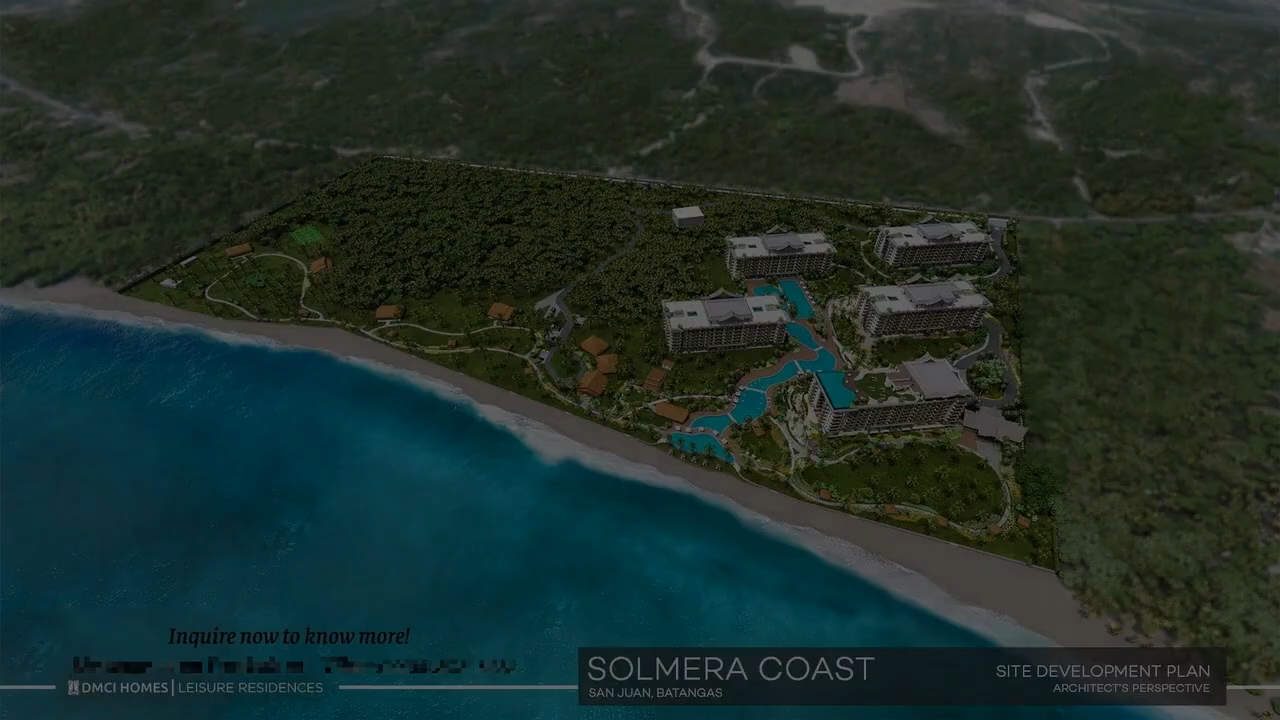 Inquire now to know more!
DMCI HOMES | LEISURE RESIDENCES
SOLMERA COAST
SAN JUAN, BATANGAS
SITE DEVELOPMENT PLAN
ARCHITECT'S PERSPECTIVE